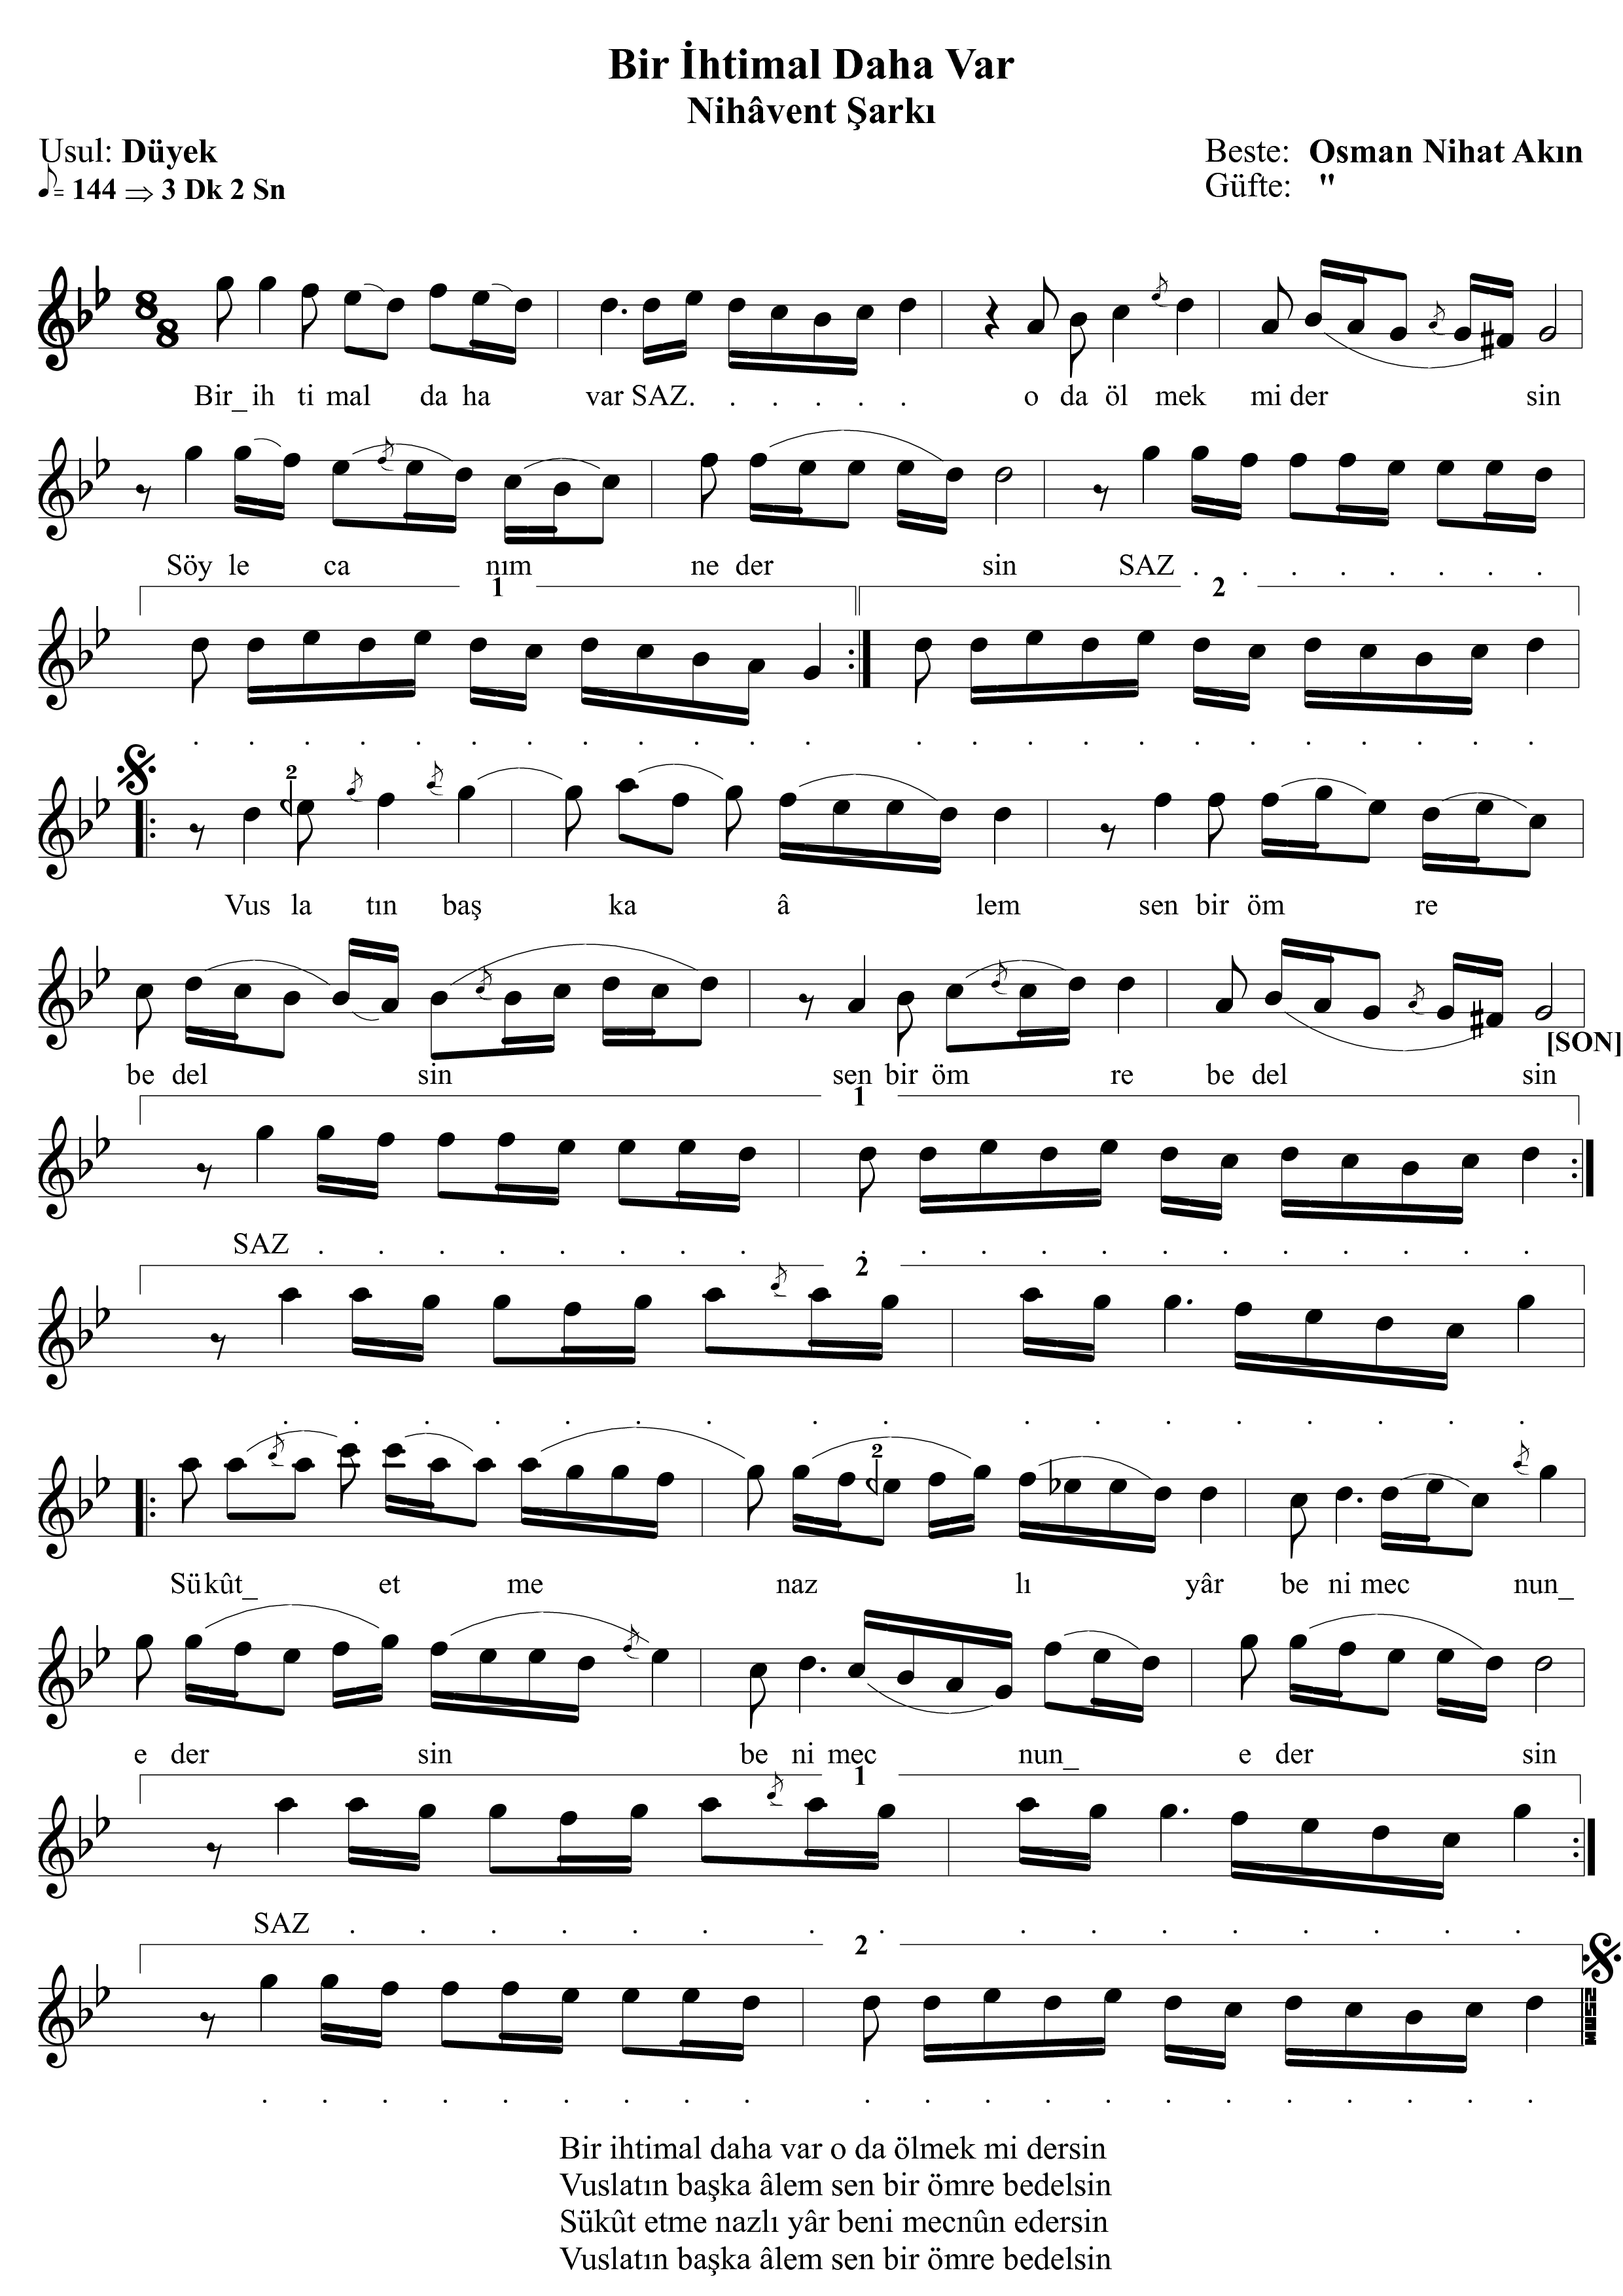 Bir İhtimal Daha Var
Nihâvent Şarkı
Usul: Düyek
Beste: Osman Nihat Akın
= 144 ⇒ 3 Dk 2 Sn
Güfte: "
8
8
Bir_ ih ti mal da ha var SAZ. . . . . . o da öl mek mi der sin
Söy le ca nım ne der sin SAZ . . . . . . . .
1 2
. . . . . . . . . . . . . . . . . . . . . . . .
2
Vus la tın baş ka â lem sen bir öm re
be del sin sen bir öm re be del sin
[SON]
1
SAZ . . . . . . . . . . . . . . . . . . . .
2
. . . . . . . . . . . . . . . . . 
2
Sükût_ et me naz lı yâr be ni mec nun_
e der sin be ni mec nun_ e der sin
1
SAZ . . . . . . . . . . . . . . . .
2
. . . . . . . . . . . . . . . . . . . . .
MUS2
Bir ihtimal daha var o da ölmek mi dersin
Vuslatın başka âlem sen bir ömre bedelsin
Sükût etme nazlı yâr beni mecnûn edersin
Vuslatın başka âlem sen bir ömre bedelsin